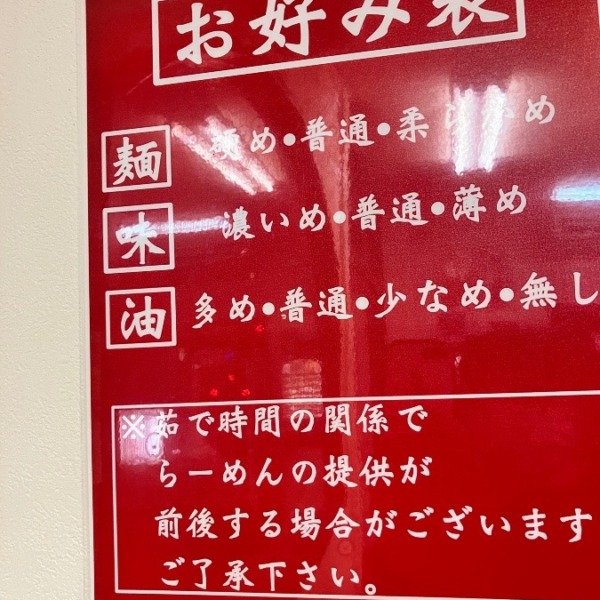 お好み表
麺 硬め・普通・柔らかめ
味 濃いめ・普通・薄め
油 多め・普通・少なめ・無し
※茹で時間の関係で
らーめんの提供が
前後する場合がございます
ご了承下さい。